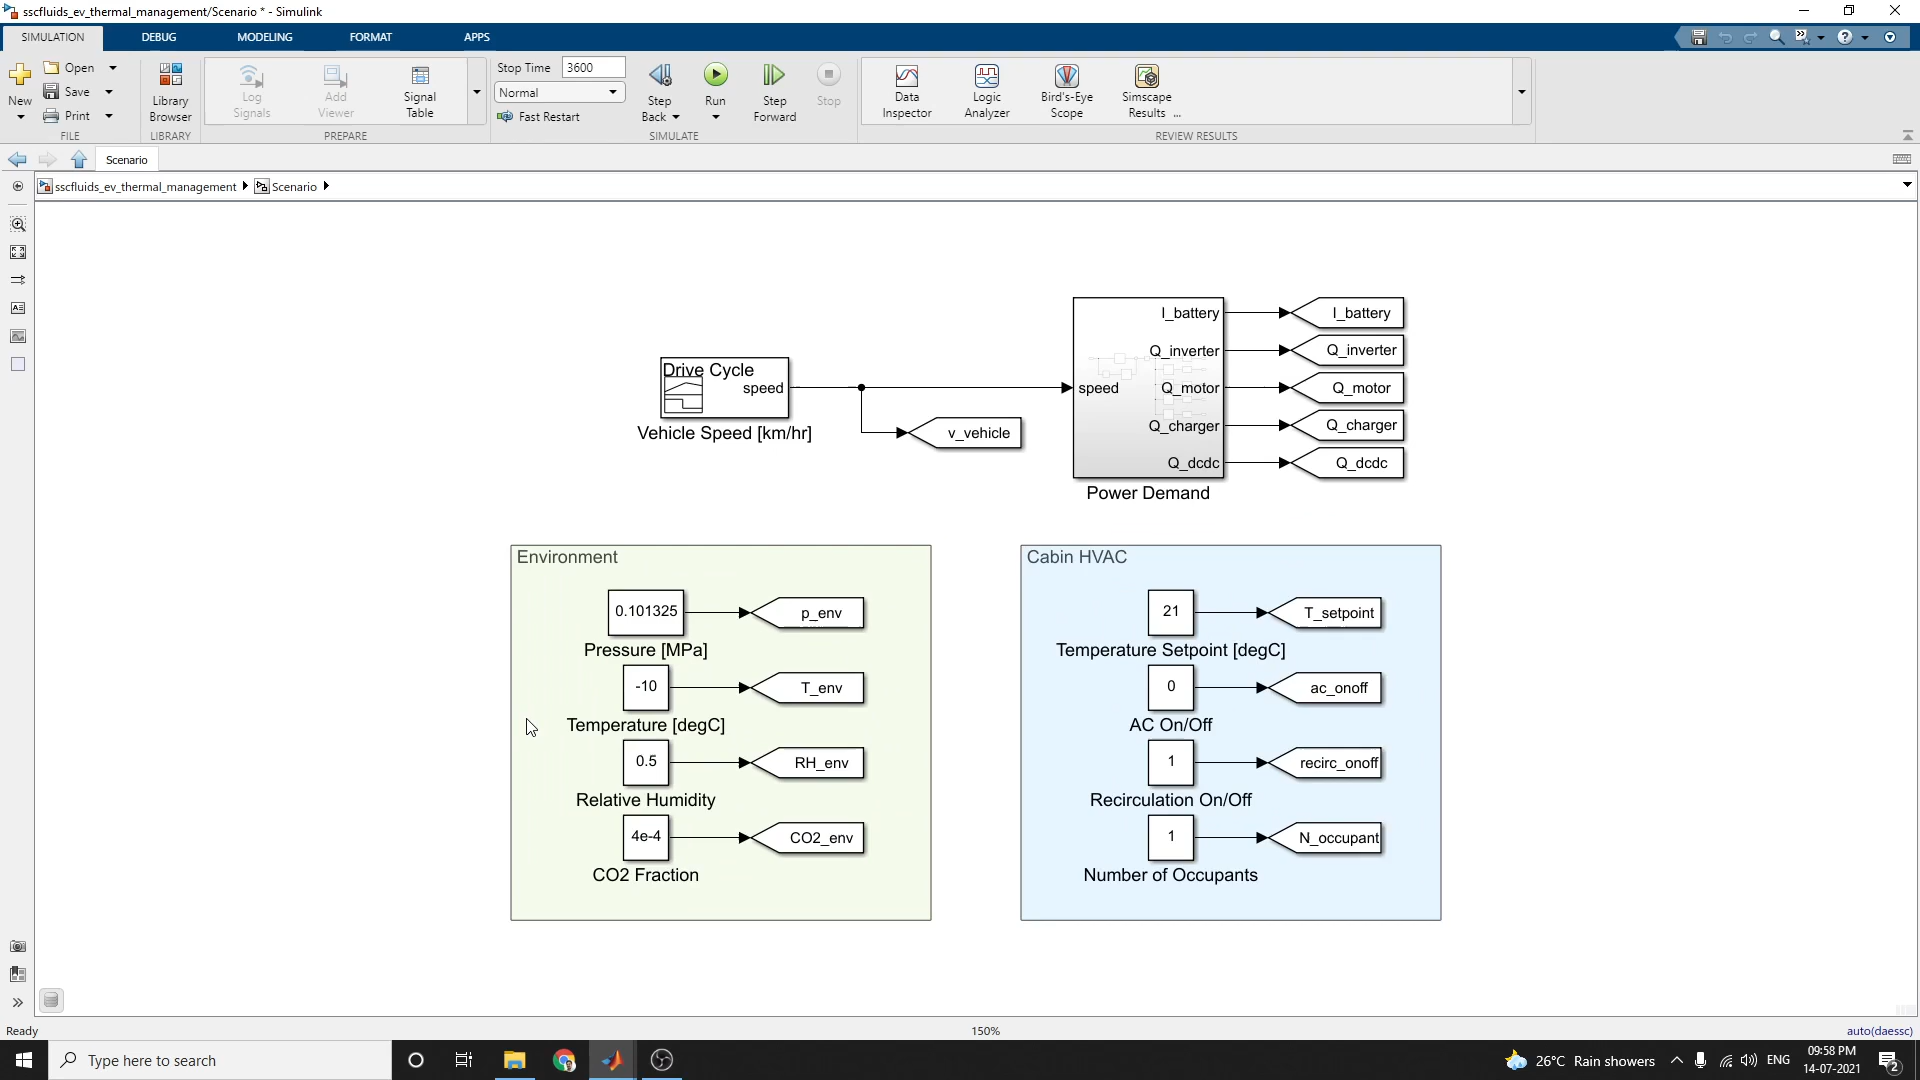 sscfluids_ev_thermal_management/Scenario * - Simulink
SIMULATION DEBUG MODELING FORMAT APPS
New
Open
Save
Print
FILE
Library Browser
LIBRARY
Log Signals
Add Viewer
Signal Table
PREPARE
Stop Time 3600
Normal
Fast Restart
Step Back
Run
Step Forward
Stop
SIMULATE
Data Inspector
Logic Analyzer
Bird's-Eye Scope
Simscape Results ...
REVIEW RESULTS
Scenario
sscfluids_ev_thermal_management Scenario
Drive Cycle
speed
Vehicle Speed [km/hr]
v_vehicle
speed
I_battery
Q_inverter
Q_motor
Q_charger
Q_dcdc
Power Demand
I_battery
Q_inverter
Q_motor
Q_charger
Q_dcdc
Environment
0.101325 p_env
Pressure [MPa]
-10 T_env
Temperature [degC]
0.5 RH_env
Relative Humidity
4e-4 CO2_env
CO2 Fraction
Cabin HVAC
21 T_setpoint
Temperature Setpoint [degC]
0 ac_onoff
AC On/Off
1 recirc_onoff
Recirculation On/Off
1 N_occupant
Number of Occupants
Ready 150% auto(daessc)
Type here to search
26°C Rain showers ENG
09:58 PM
14-07-2021
2